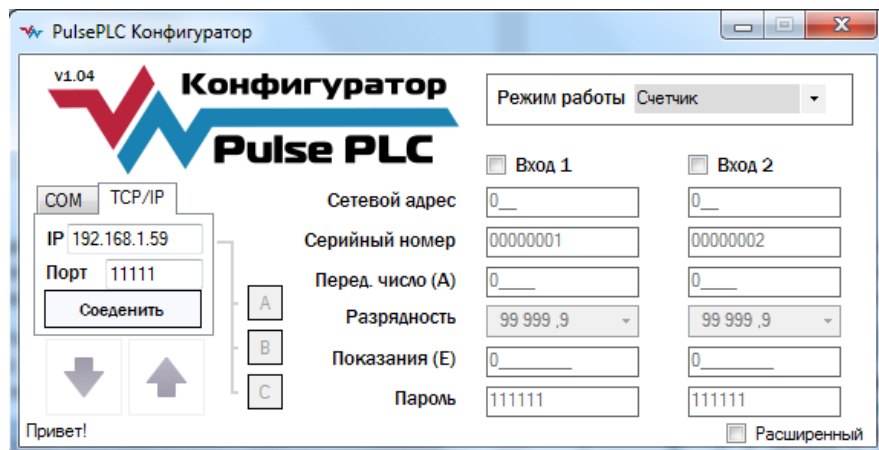 PulsePLC Конфигуратор
v1.04
Конфигуратор
Pulse PLC
Режим работы Счетчик
Вход 1 Вход 2
COM TCP/IP
Сетевой адрес 0__ 0__
IP 192.168.1.59
Серийный номер 00000001 00000002
Порт 11111
Перед. число (A) 0____ 0____
Соеденить
A
Разрядность 99 999 ,9 99 999 ,9
B
Показания (E) 0________ 0________
C
Пароль 111111 111111
Привет!
Расширенный